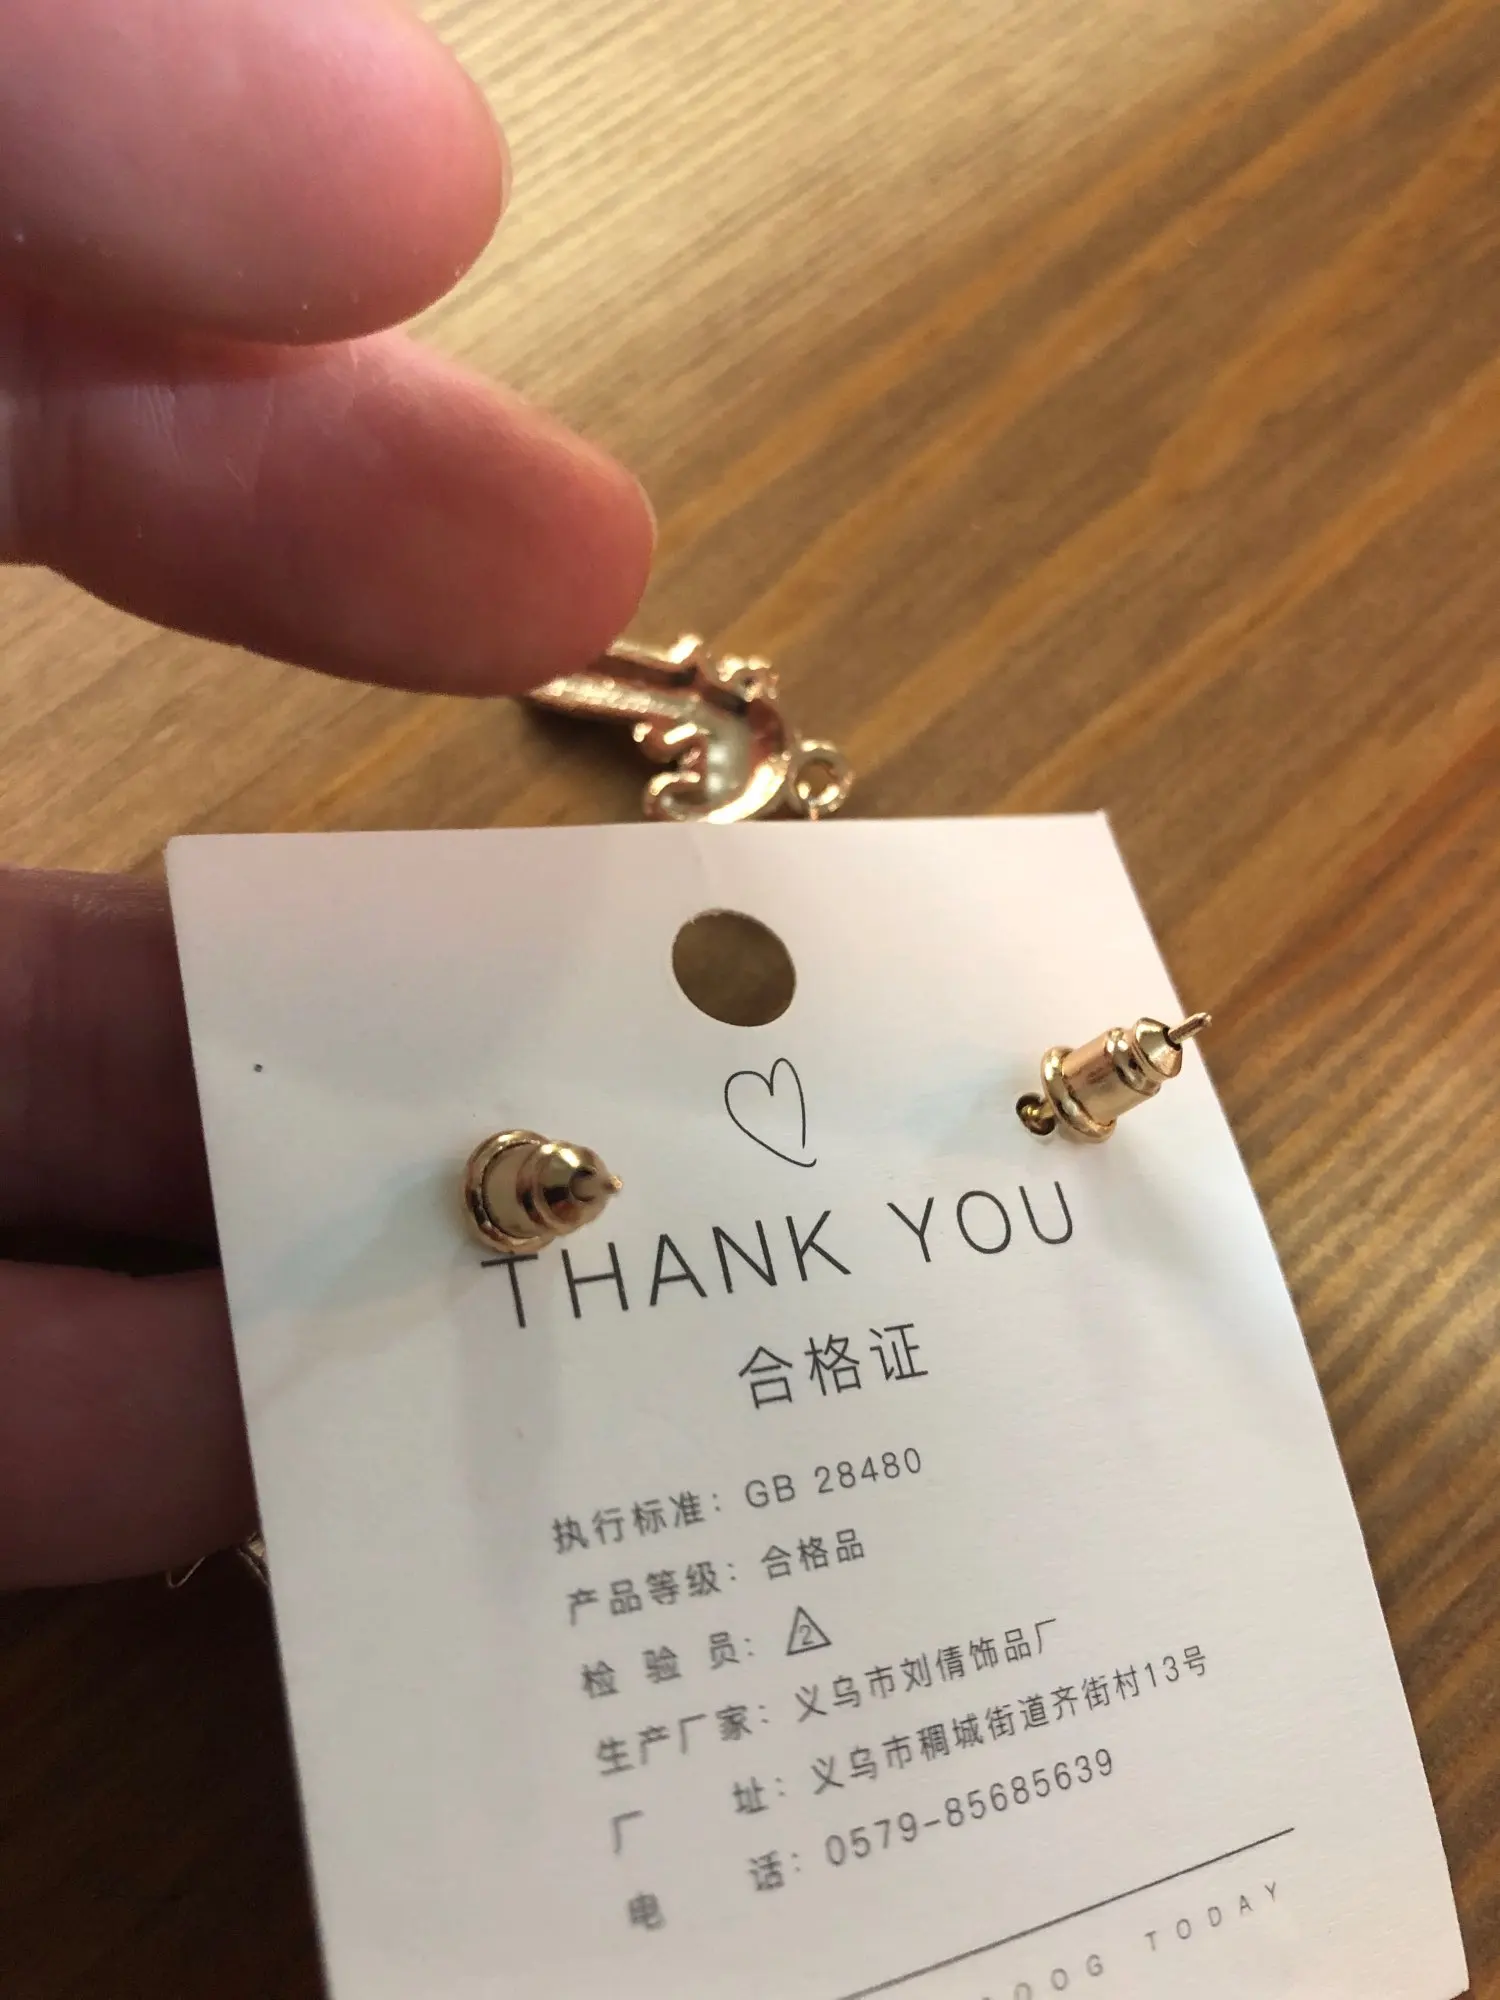 THANK YOU
合格证
执行标准：GB 28480
产品等级：合格品
检验员：2
生产厂家：义乌市刘倩饰品厂
厂址：义乌市稠城街道齐街村13号
电话：0579-85685639
TODAY